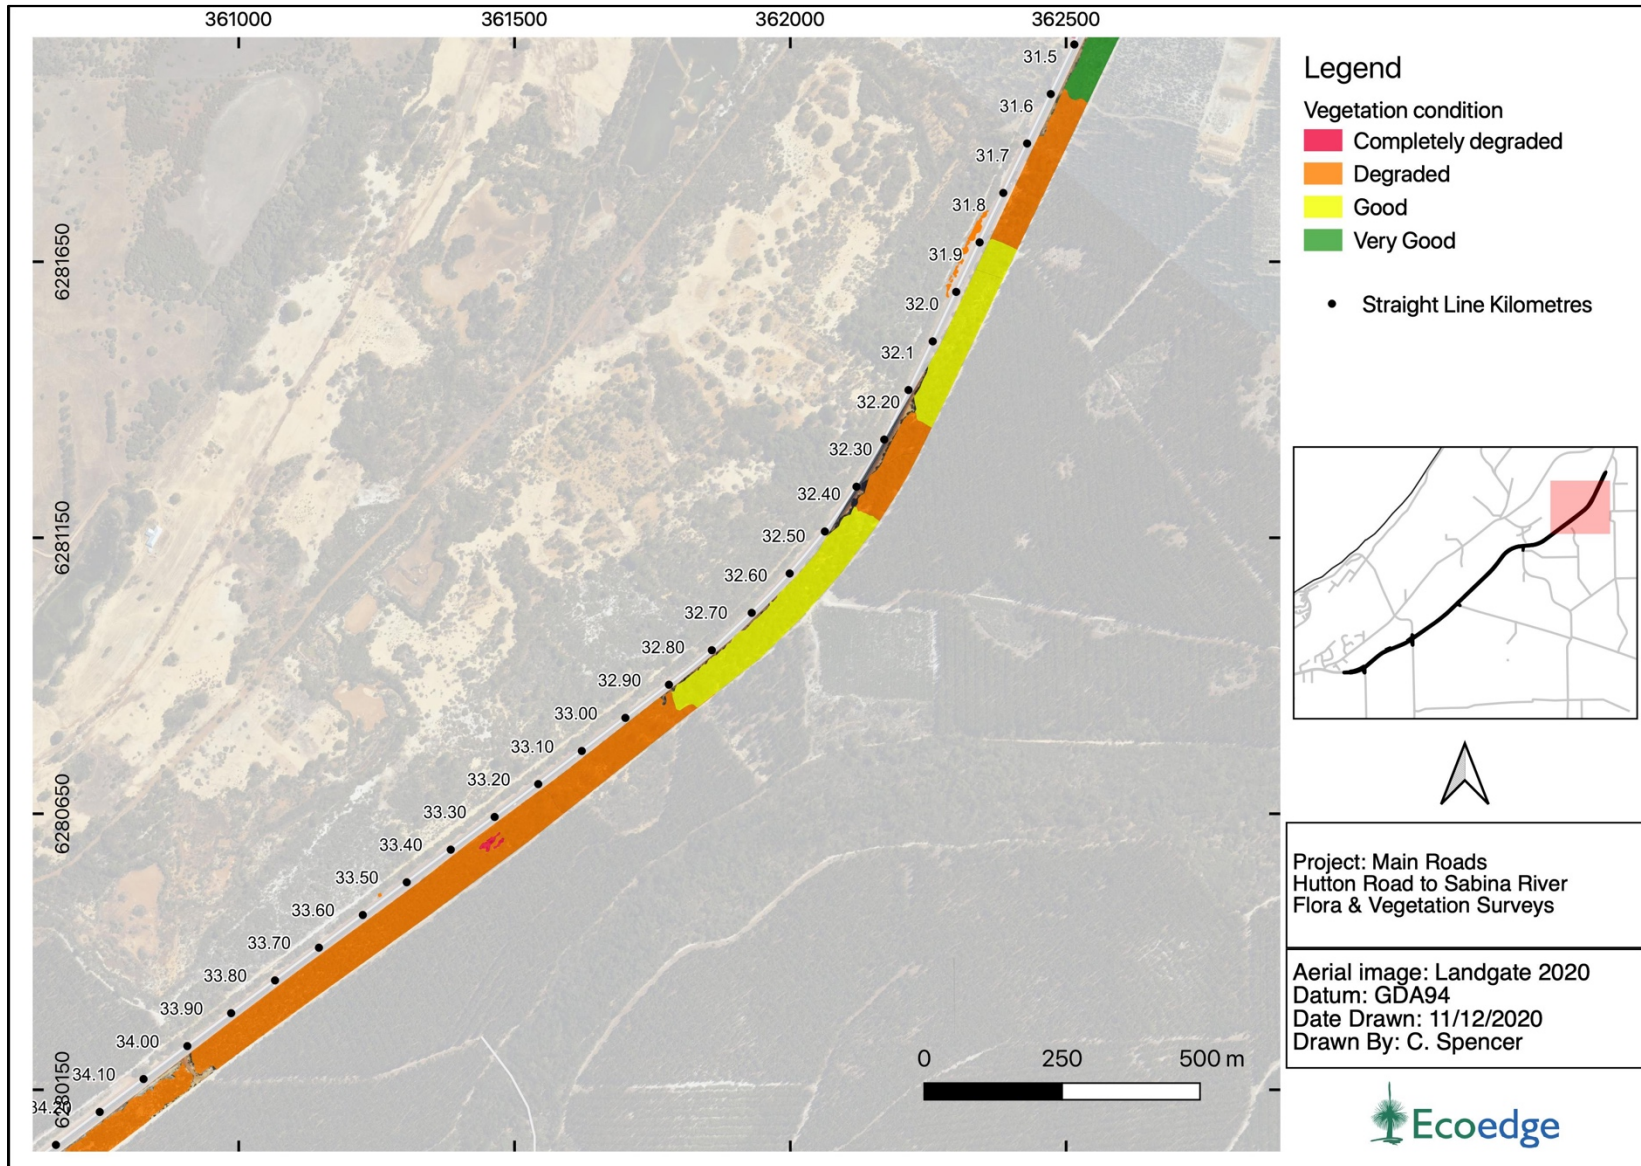 361000
361500
362000
362500
6281650
6281150
6280650
6280150
31.5
31.6
31.7
31.8
31.9
32.0
32.1
32.20
32.30
32.40
32.50
32.60
32.70
32.80
32.90
33.00
33.10
33.20
33.30
33.40
33.50
33.60
33.70
33.80
33.90
34.00
34.10
34.20
0
250
500 m
Legend
Vegetation condition
Completely degraded
Degraded
Good
Very Good
Straight Line Kilometres
Project: Main Roads
Hutton Road to Sabina River
Flora & Vegetation Surveys
Aerial image: Landgate 2020
Datum: GDA94
Date Drawn: 11/12/2020
Drawn By: C. Spencer
Ecoedge